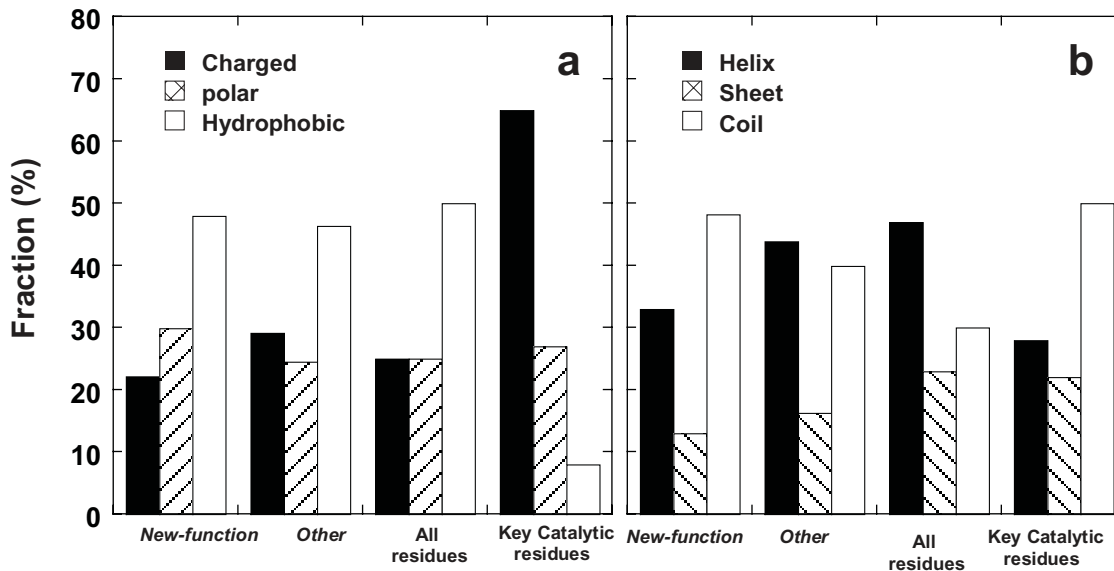 80
70
60
50
40
30
20
10
0
Fraction (%)
a
Charged
polar
Hydrophobic
New-function
Other
All
residues
Key Catalytic
residues
b
Helix
Sheet
Coil
New-function
Other
All
residues
Key Catalytic
residues